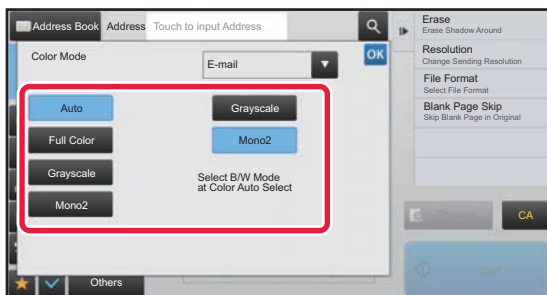 Address Book Address Touch to input Address
Color Mode
E-mail
OK
Auto
Full Color
Grayscale
Mono2
Grayscale
Mono2
Select B/W Mode
at Color Auto Select
Others
Erase
Erase Shadow Around
Resolution
Change Sending Resolution
File Format
Select File Format
Blank Page Skip
Skip Blank Page in Original
Preview
CA
Start